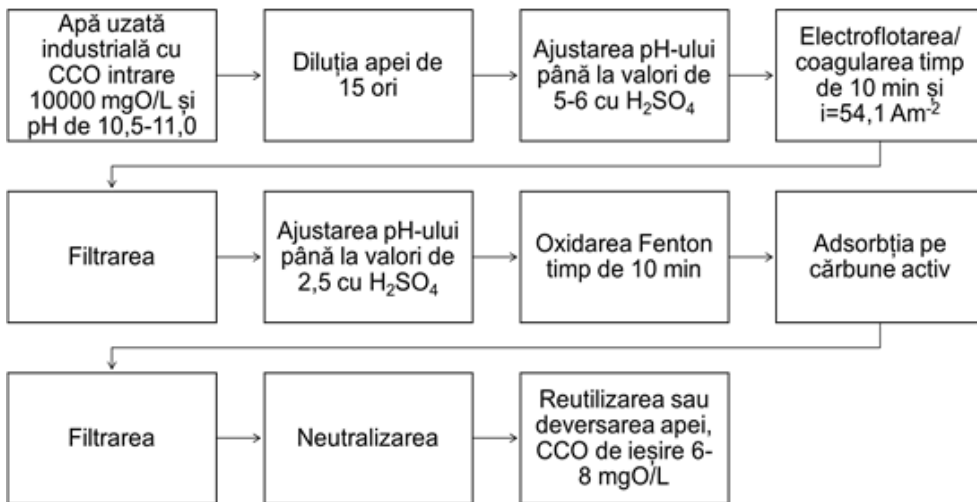 Apă uzată
industrială cu
CCO intrare
10000 mgO/L și
pH de 10,5-11,0
Diluția apei de
15 ori
Ajustarea pH-ului
până la valori de
5-6 cu H₂SO₄
Electroflotarea/
coagularea timp
de 10 min și
i=54,1 Am⁻²
Filtrarea
Ajustarea pH-ului
până la valori de
2,5 cu H₂SO₄
Oxidarea Fenton
timp de 10 min
Adsorbția pe
cărbune activ
Filtrarea
Neutralizarea
Reutilizarea sau
deversarea apei,
CCO de ieșire 6-
8 mgO/L